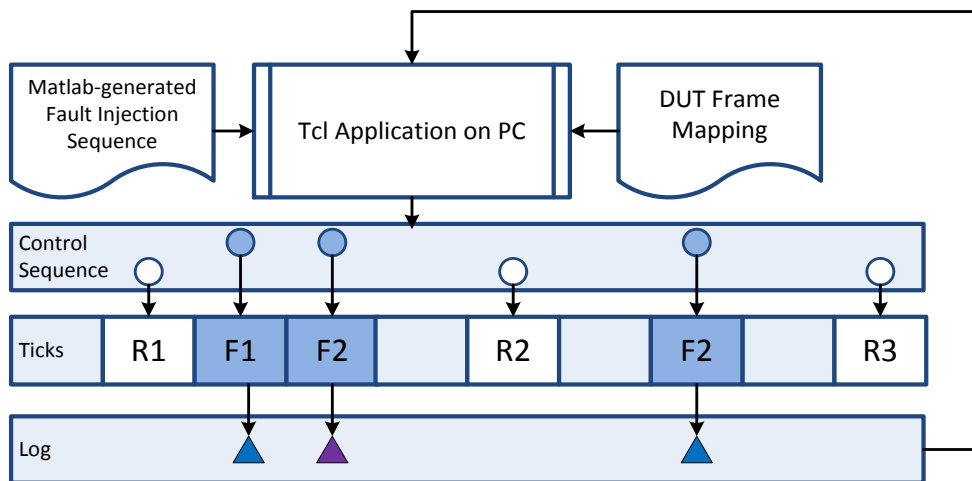 Matlab-generated
Fault Injection
Sequence
Tcl Application on PC
DUT Frame
Mapping
Control
Sequence
Ticks
R1
F1
F2
R2
F2
R3
Log